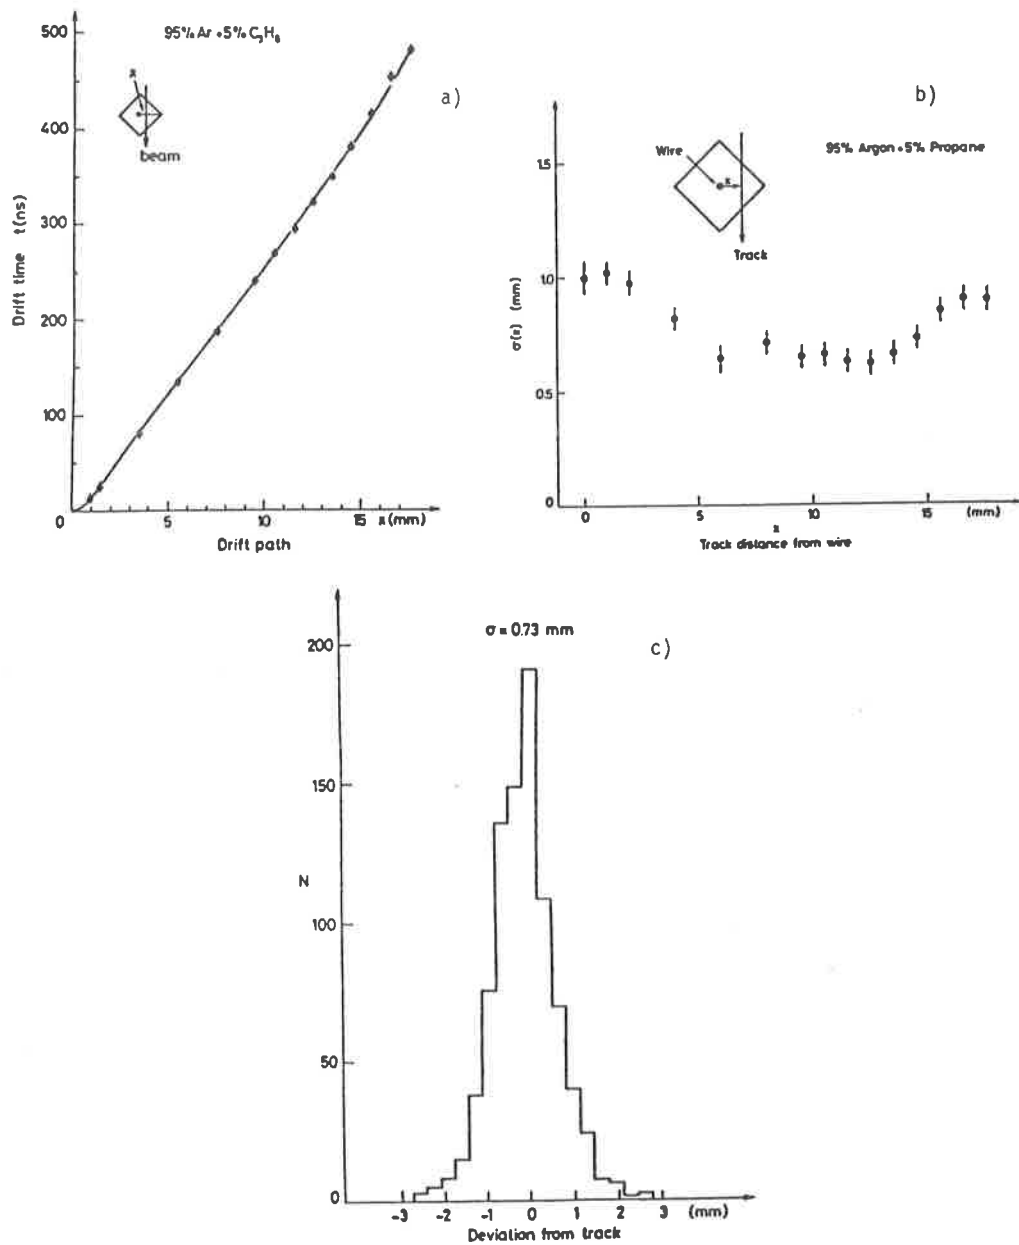 500
400
300
200
100
0
Drift time t(ns)
95% Ar + 5% C3H8
x
beam
a)
5
10
15
x (mm)
Drift path
b)
1.5
1.0
0.5
0
σ(x) (mm)
Wire
x
Track
95% Argon + 5% Propane
0
5
10
15
(mm)
x
Track distance from wire
200
150
100
50
0
N
σ = 0.73 mm
c)
-3
-2
-1
0
1
2
3
(mm)
Deviation from track